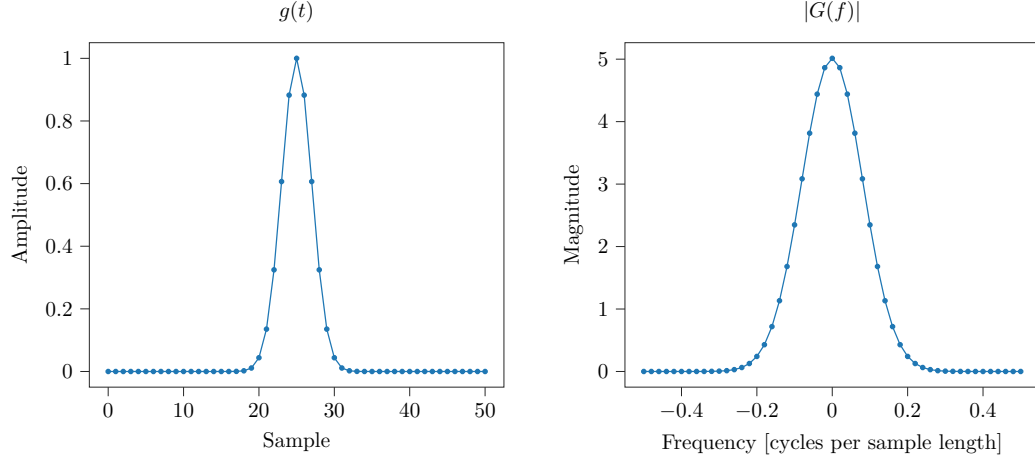 g(t)
Amplitude
1
0.8
0.6
0.4
0.2
0
0 10 20 30 40 50
Sample
|G(f)|
Magnitude
5
4
3
2
1
0
−0.4 −0.2 0 0.2 0.4
Frequency [cycles per sample length]